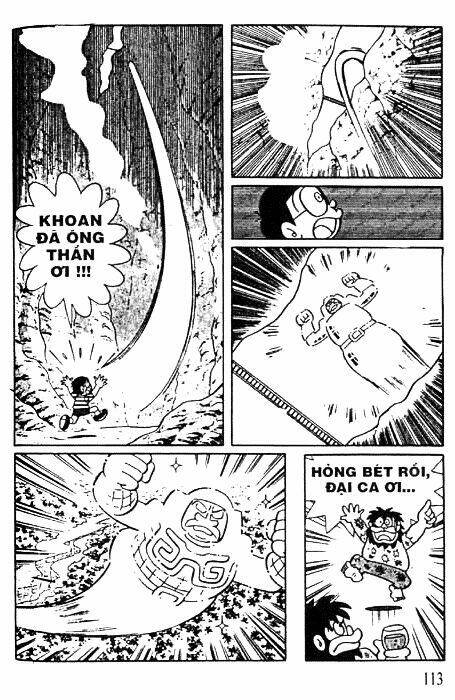 KHOAN
ĐÃ ÔNG
THẦN
ƠI !!!
HỎNG BÉT RỒI,
ĐẠI CA ƠI...
113